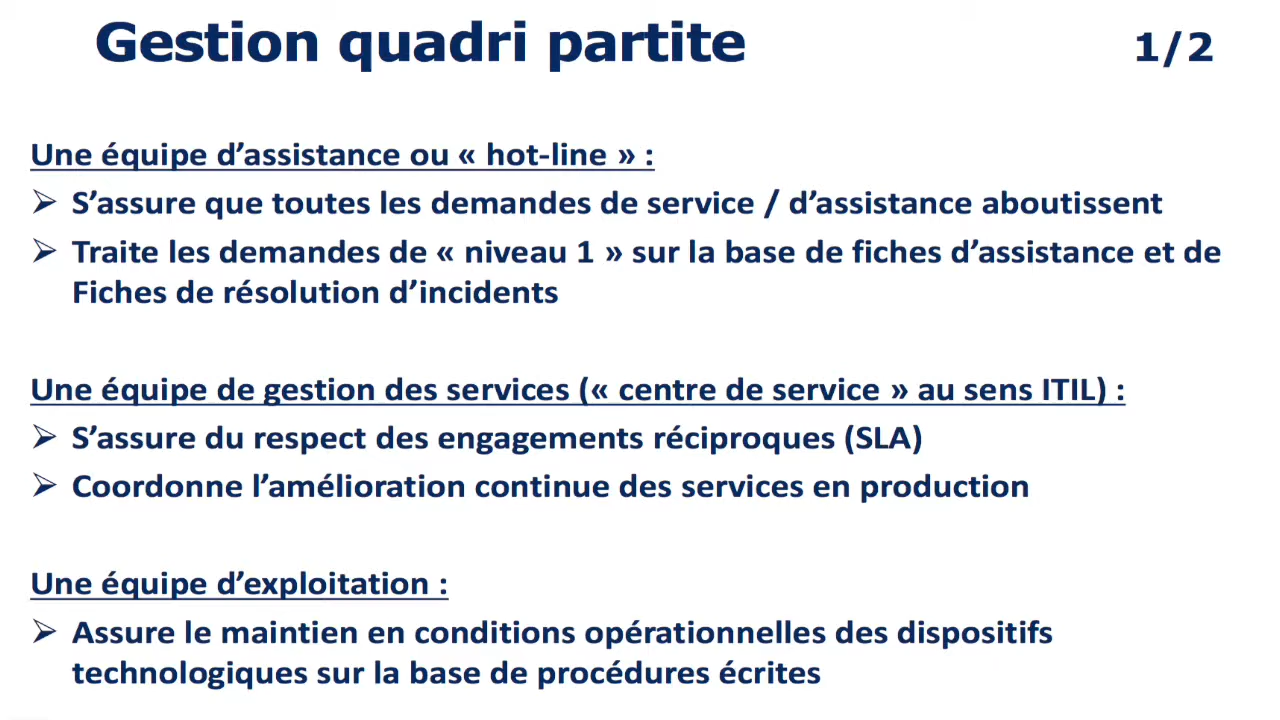 Gestion quadri partite 1/2
Une équipe d’assistance ou « hot-line » :
➢ S’assure que toutes les demandes de service / d’assistance aboutissent
➢ Traite les demandes de « niveau 1 » sur la base de fiches d’assistance et de
Fiches de résolution d’incidents
Une équipe de gestion des services (« centre de service » au sens ITIL) :
➢ S’assure du respect des engagements réciproques (SLA)
➢ Coordonne l’amélioration continue des services en production
Une équipe d’exploitation :
➢ Assure le maintien en conditions opérationnelles des dispositifs
technologiques sur la base de procédures écrites